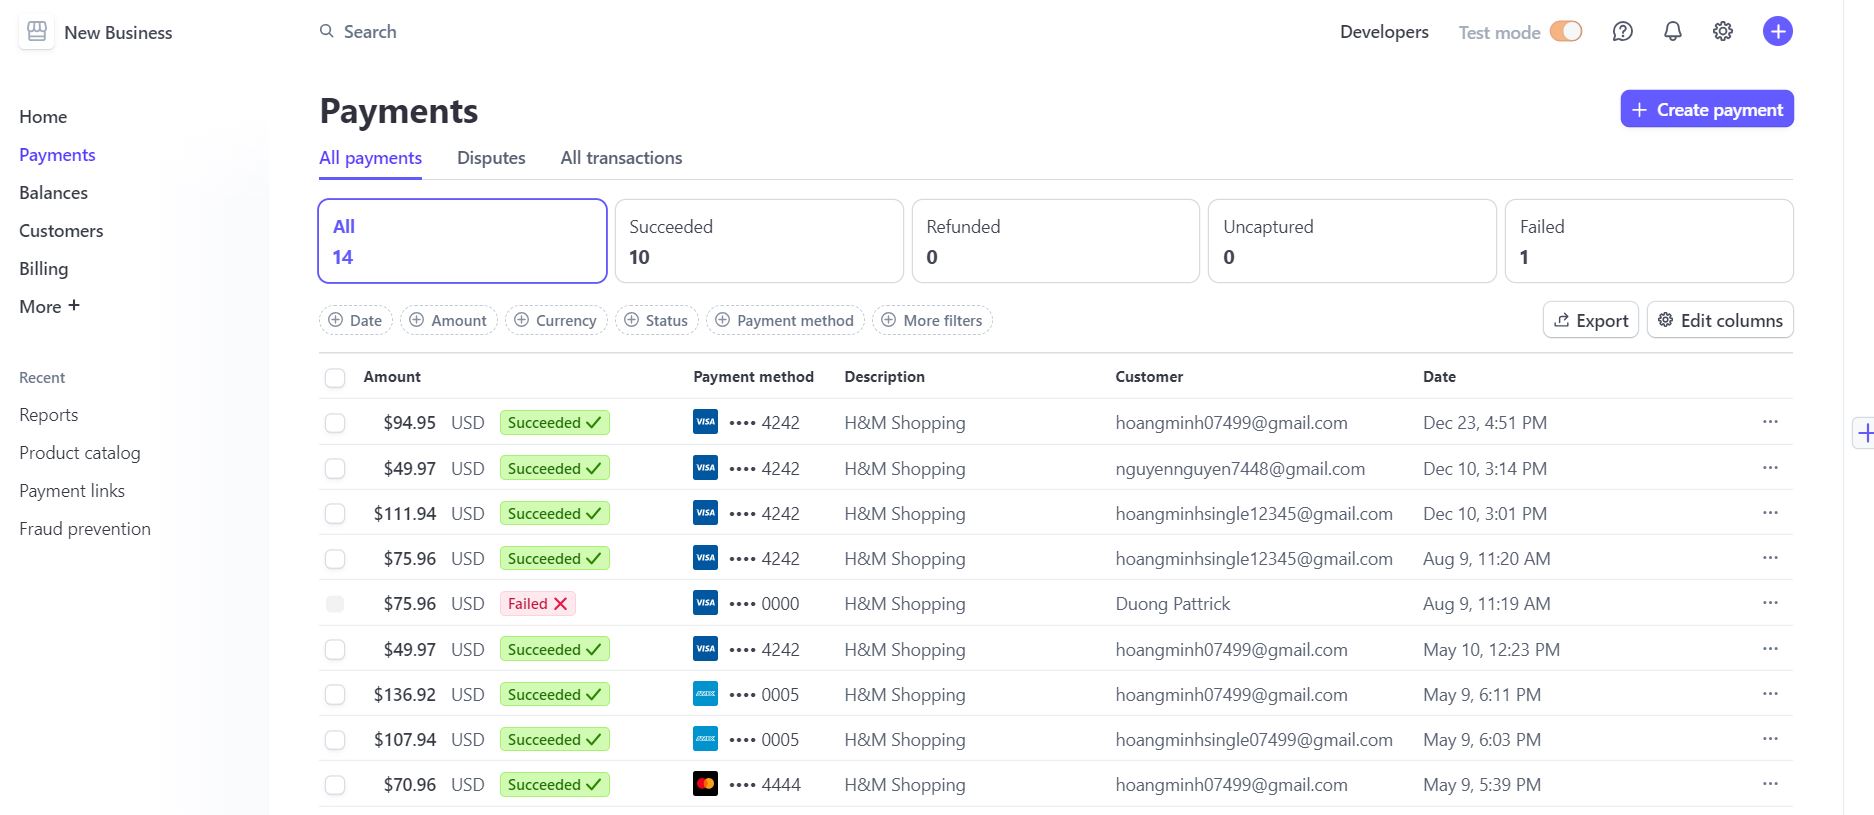 New Business
Search
Developers
Test mode
Home
Payments
Balances
Customers
Billing
More +
Recent
Reports
Product catalog
Payment links
Fraud prevention
Payments
+ Create payment
All payments Disputes All transactions
All Succeeded Refunded Uncaptured Failed
14 10 0 0 1
Date Amount Currency Status Payment method More filters Export Edit columns
Amount Payment method Description Customer Date
$94.95 USD Succeeded VISA •••• 4242 H&M Shopping hoangminh07499@gmail.com Dec 23, 4:51 PM
$49.97 USD Succeeded VISA •••• 4242 H&M Shopping nguyennguyen7448@gmail.com Dec 10, 3:14 PM
$111.94 USD Succeeded VISA •••• 4242 H&M Shopping hoangminhsingle12345@gmail.com Dec 10, 3:01 PM
$75.96 USD Succeeded VISA •••• 4242 H&M Shopping hoangminhsingle12345@gmail.com Aug 9, 11:20 AM
$75.96 USD Failed VISA •••• 0000 H&M Shopping Duong Pattrick Aug 9, 11:19 AM
$49.97 USD Succeeded VISA •••• 4242 H&M Shopping hoangminh07499@gmail.com May 10, 12:23 PM
$136.92 USD Succeeded AMEX •••• 0005 H&M Shopping hoangminh07499@gmail.com May 9, 6:11 PM
$107.94 USD Succeeded AMEX •••• 0005 H&M Shopping hoangminhsingle07499@gmail.com May 9, 6:03 PM
$70.96 USD Succeeded •••• 4444 H&M Shopping hoangminh07499@gmail.com May 9, 5:39 PM